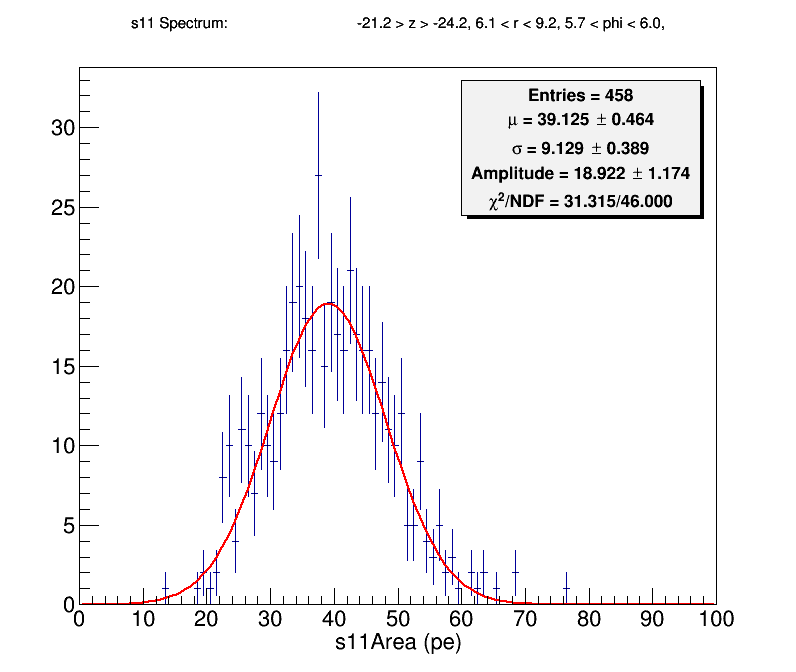 s11 Spectrum: -21.2 > z > -24.2, 6.1 < r < 9.2, 5.7 < phi < 6.0,
Entries = 458
μ = 39.125 ± 0.464
σ = 9.129 ± 0.389
Amplitude = 18.922 ± 1.174
χ²/NDF = 31.315/46.000
30
25
20
15
10
5
0
0 10 20 30 40 50 60 70 80 90 100
s11Area (pe)